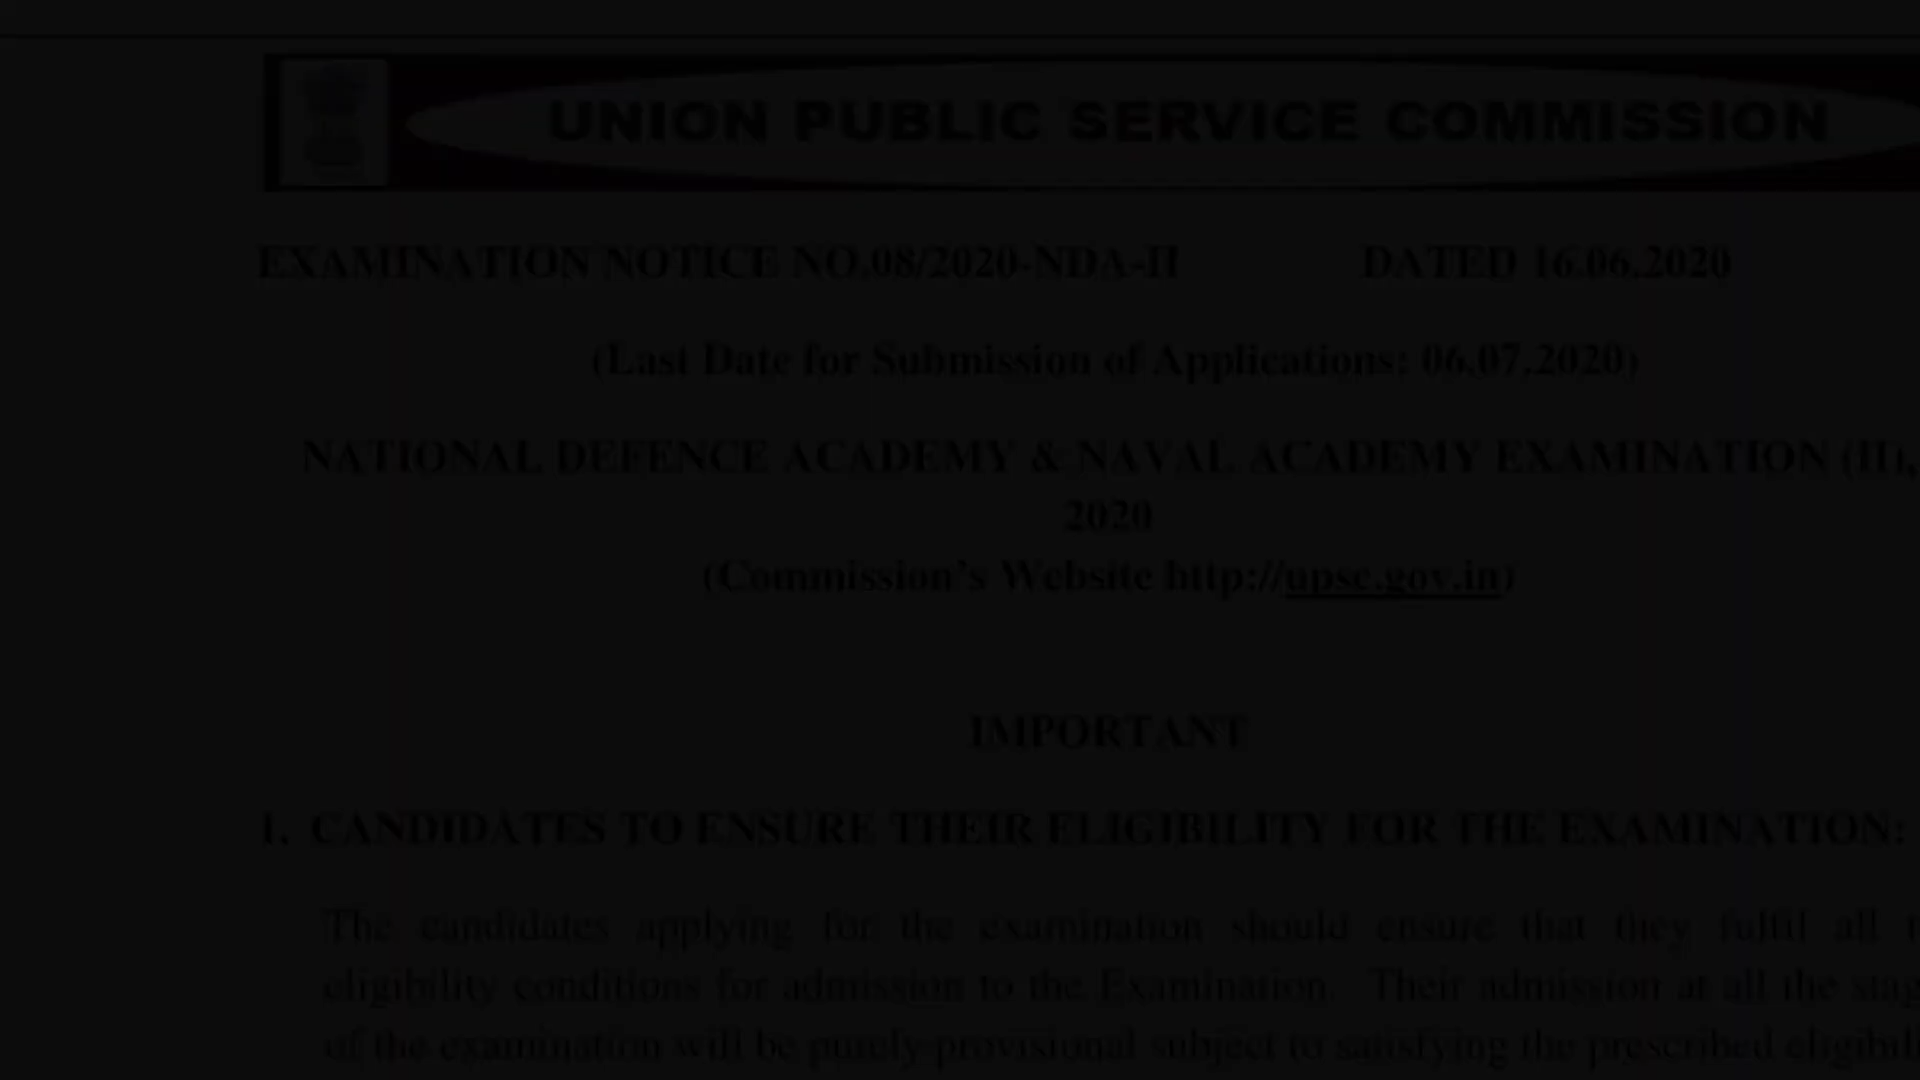 UNION PUBLIC SERVICE COMMISSION
EXAMINATION NOTICE NO.08/2020-NDA-II DATED 16.06.2020
(Last Date for Submission of Applications: 06.07.2020)
NATIONAL DEFENCE ACADEMY & NAVAL ACADEMY EXAMINATION (II),
2020
(Commission's Website http://upsc.gov.in)
IMPORTANT
1. CANDIDATES TO ENSURE THEIR ELIGIBILITY FOR THE EXAMINATION:
The candidates applying for the examination should ensure that they fulfil all
eligibility conditions for admission to the Examination. Their admission at all the
of the examination will be purely provisional subject to satisfying the prescribed